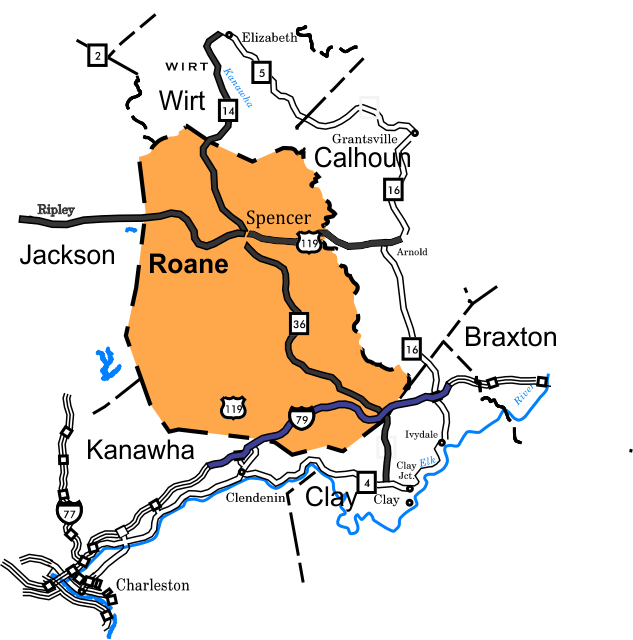 Elizabeth
2
WIRT
5
Kanawha
Wirt
14
Grantsville
Calhoun
16
Ripley
Spencer
119
Jackson
Roane
Arnold
36
16
Braxton
River
119
79
Ivydale
Kanawha
Elk
Clay
Jct.
4
Clendenin
Clay
Clay
77
Charleston